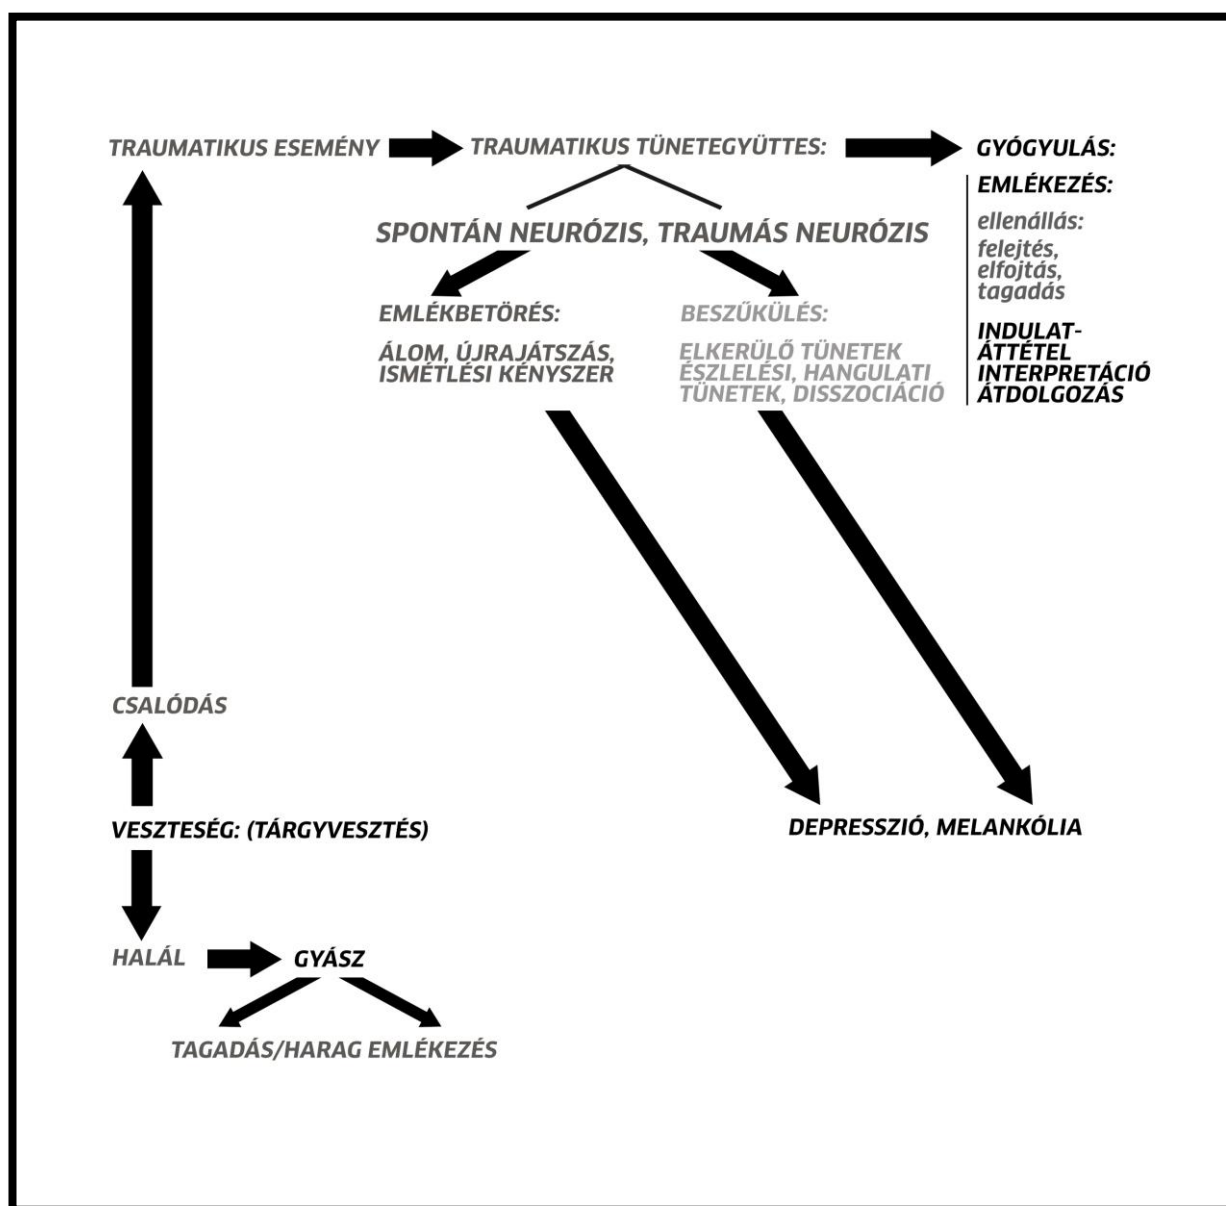 TRAUMATIKUS ESEMÉNY
TRAUMATIKUS TÜNETEGYÜTTES:
GYÓGYULÁS:
EMLÉKEZÉS:
ellenállás:
felejtés,
elfojtás,
tagadás
INDULAT-
ÁTTÉTEL
INTERPRETÁCIÓ
ÁTDOLGOZÁS
SPONTÁN NEURÓZIS, TRAUMÁS NEURÓZIS
EMLÉKBETÖRÉS:
ÁLOM, ÚJRAJÁTSZÁS,
ISMÉTLÉSI KÉNYSZER
BESZŰKÜLÉS:
ELKERÜLŐ TÜNETEK
ÉSZLELÉSI, HANGULATI
TÜNETEK, DISSZOCIÁCIÓ
CSALÓDÁS
VESZTESÉG: (TÁRGYVESZTÉS)
DEPRESSZIÓ, MELANKÓLIA
HALÁL
GYÁSZ
TAGADÁS/HARAG EMLÉKEZÉS